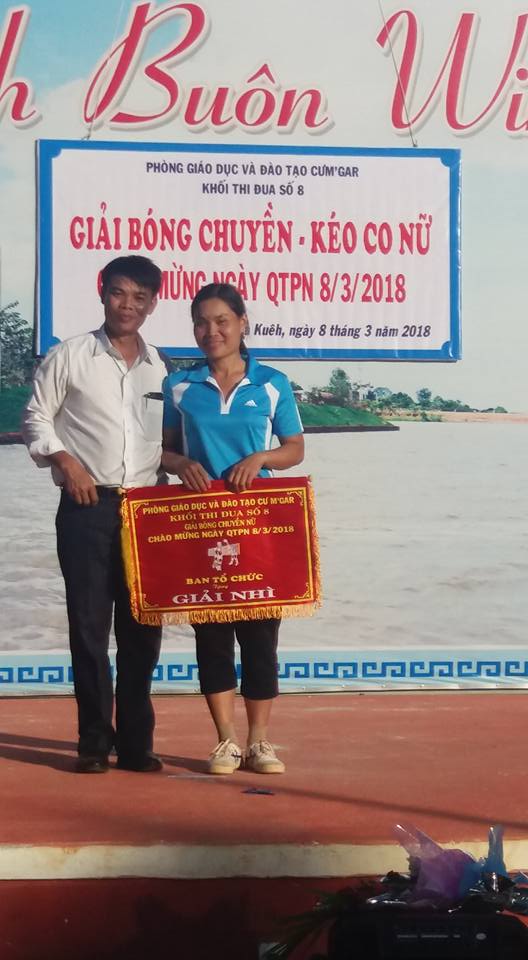 h Buôn Wi
PHÒNG GIÁO DỤC VÀ ĐÀO TẠO CƯM'GAR
KHỐI THI ĐUA SỐ 8
GIẢI BÓNG CHUYỀN - KÉO CO NỮ
MỪNG NGÀY QTPN 8/3/2018
Kuêh, ngày 8 tháng 3 năm 2018
adidas
PHÒNG GIÁO DỤC VÀ ĐÀO TẠO CƯ M'GAR
KHỐI THI ĐUA SỐ 8
GIẢI BÓNG CHUYỀN NỮ
CHÀO MỪNG NGÀY QTPN 8/3/2018
BAN TỔ CHỨC
Tặng
GIẢI NHÌ